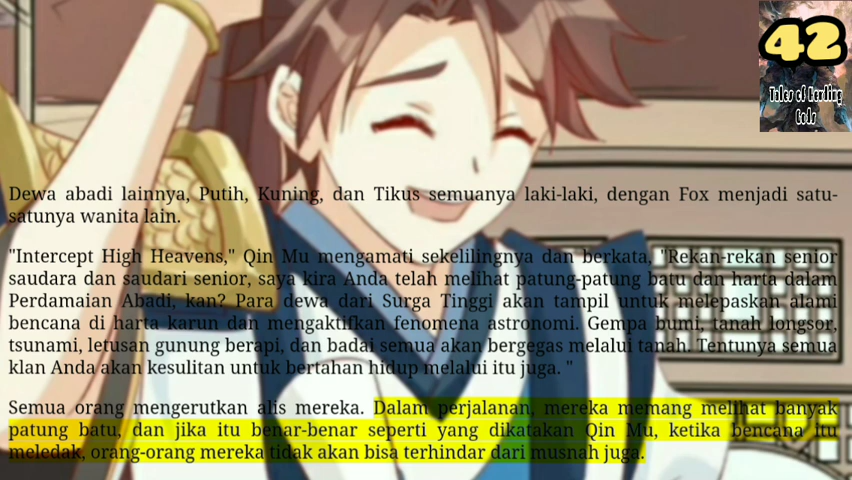 42
Tales of Herding
Gods
Dewa abadi lainnya, Putih, Kuning, dan Tikus semuanya laki-laki, dengan Fox menjadi satu-
satunya wanita lain.
"Intercept High Heavens," Qin Mu mengamati sekelilingnya dan berkata, "Rekan-rekan senior
saudara dan saudari senior, saya kira Anda telah melihat patung-patung batu dan harta dalam
Perdamaian Abadi, kan? Para dewa dari Surga Tinggi akan tampil untuk melepaskan alami
bencana di harta karun dan mengaktifkan fenomena astronomi. Gempa bumi, tanah longsor,
tsunami, letusan gunung berapi, dan badai semua akan bergegas melalui tanah. Tentunya semua
klan Anda akan kesulitan untuk bertahan hidup melalui itu juga. "
Semua orang mengerutkan alis mereka. Dalam perjalanan, mereka memang melihat banyak
patung batu, dan jika itu benar-benar seperti yang dikatakan Qin Mu, ketika bencana itu
meledak, orang-orang mereka tidak akan bisa terhindar dari musnah juga.